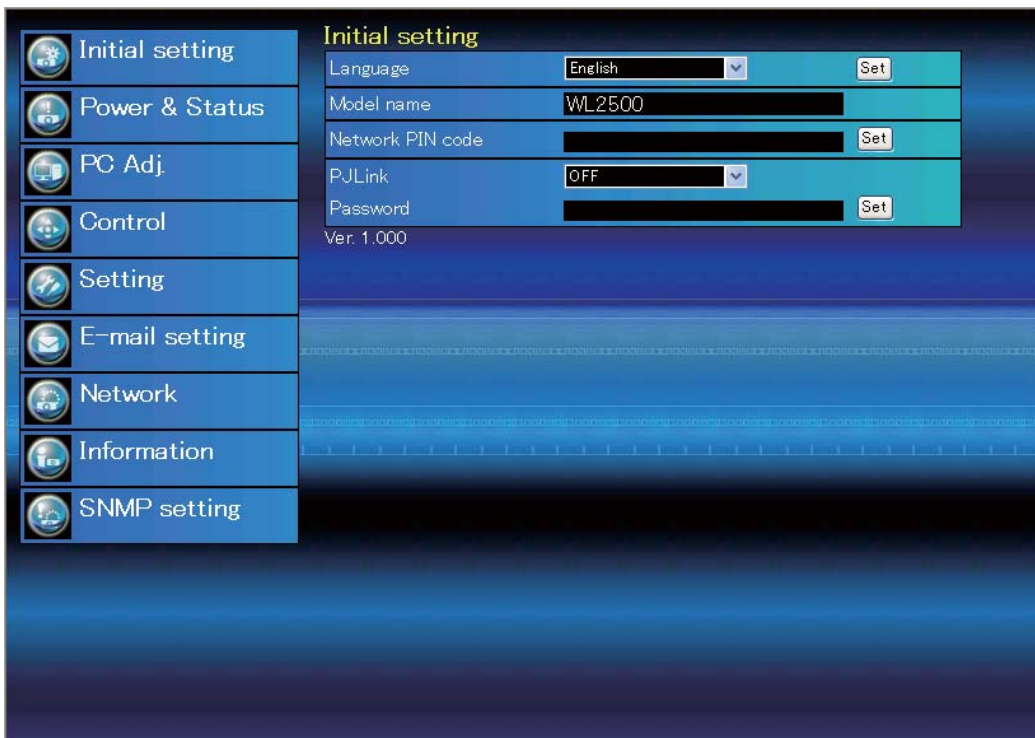 Initial setting
Power & Status
PC Adj.
Control
Setting
E-mail setting
Network
Information
SNMP setting
Initial setting
Language English Set
Model name WL2500
Network PIN code Set
PJLink OFF
Password Set
Ver. 1.000